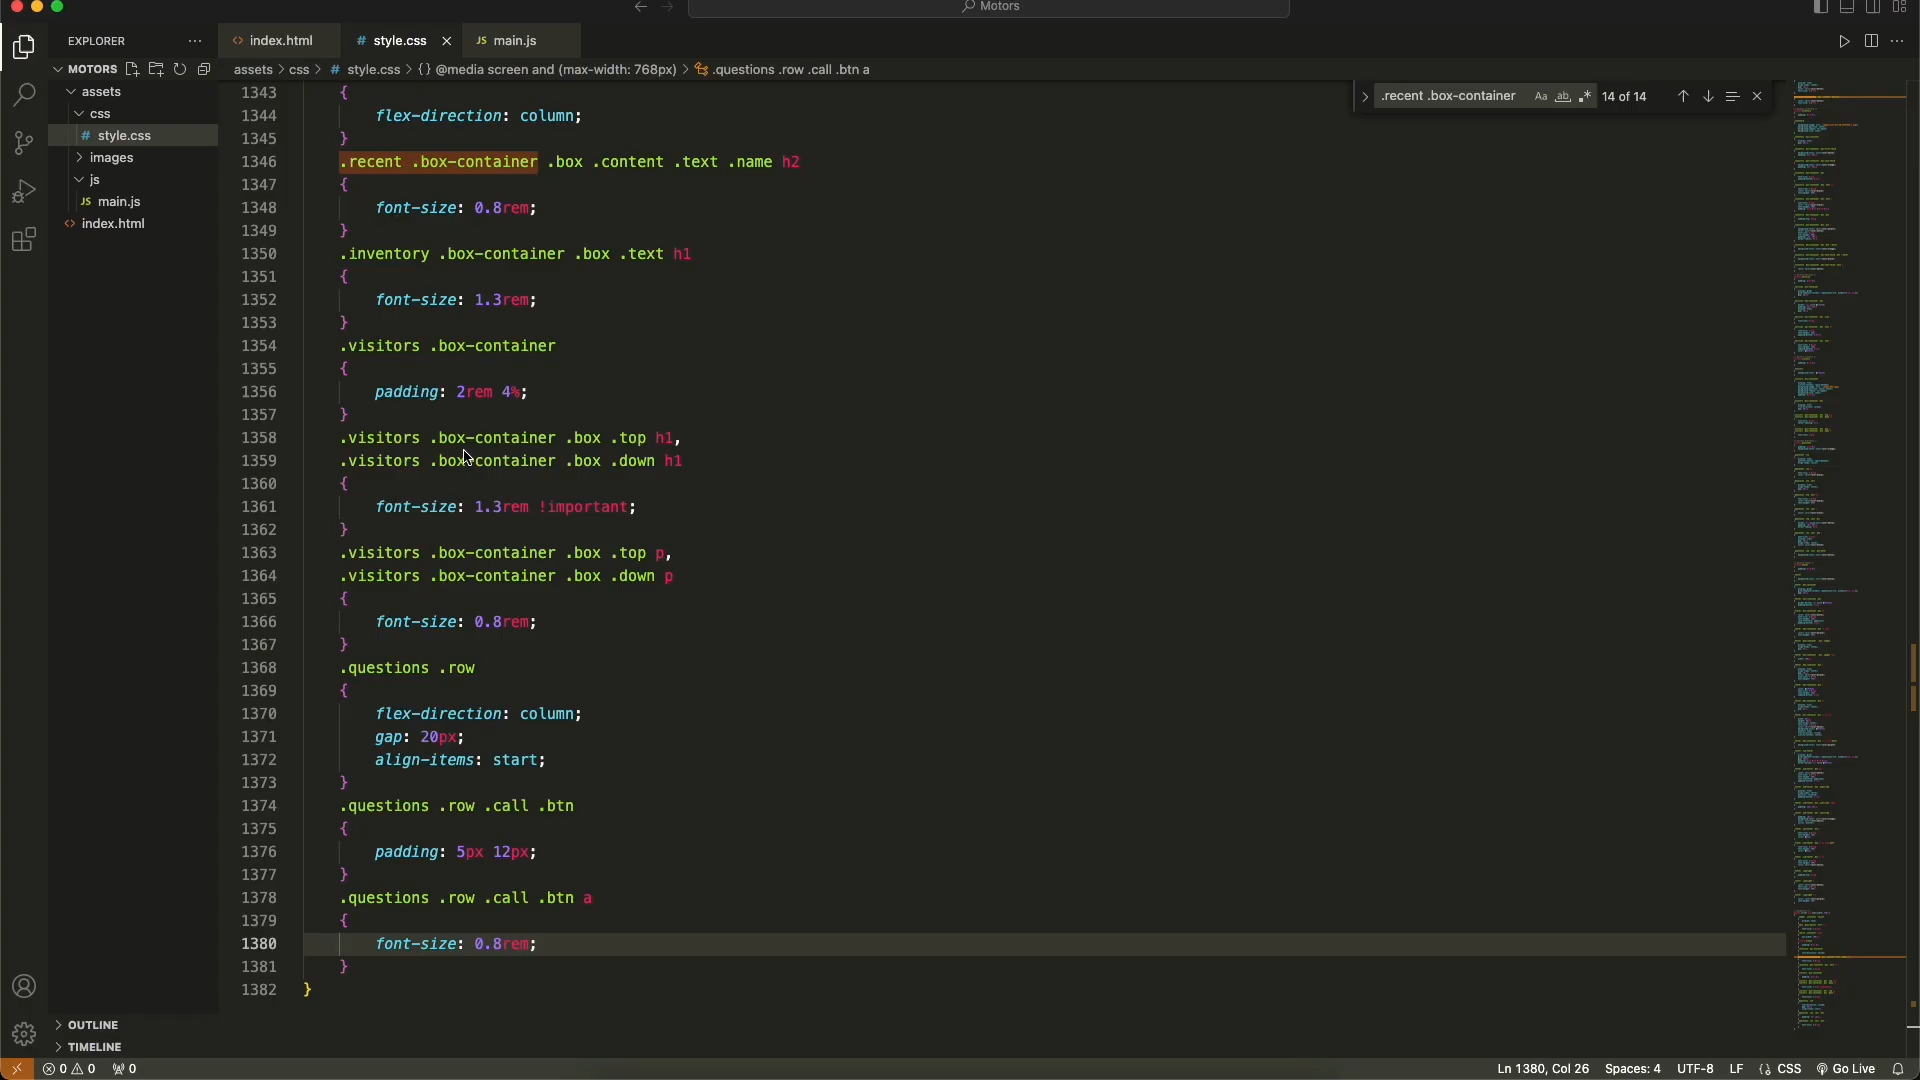 Motors
EXPLORER
index.html
# style.css
JS main.js
MOTORS
assets > css > # style.css > {} @media screen and (max-width: 768px) > .questions .row .call .btn a
assets
css
# style.css
images
js
JS main.js
index.html
OUTLINE
TIMELINE
.recent .box-container Aa ab .* 14 of 14
1343 {
1344 flex-direction: column;
1345 }
1346 .recent .box-container .box .content .text .name h2
1347 {
1348 font-size: 0.8rem;
1349 }
1350 .inventory .box-container .box .text h1
1351 {
1352 font-size: 1.3rem;
1353 }
1354 .visitors .box-container
1355 {
1356 padding: 2rem 4%;
1357 }
1358 .visitors .box-container .box .top h1,
1359 .visitors .box-container .box .down h1
1360 {
1361 font-size: 1.3rem !important;
1362 }
1363 .visitors .box-container .box .top p,
1364 .visitors .box-container .box .down p
1365 {
1366 font-size: 0.8rem;
1367 }
1368 .questions .row
1369 {
1370 flex-direction: column;
1371 gap: 20px;
1372 align-items: start;
1373 }
1374 .questions .row .call .btn
1375 {
1376 padding: 5px 12px;
1377 }
1378 .questions .row .call .btn a
1379 {
1380 font-size: 0.8rem;
1381 }
1382 }
0 0 0
Ln 1380, Col 26 Spaces: 4 UTF-8 LF {} CSS Go Live